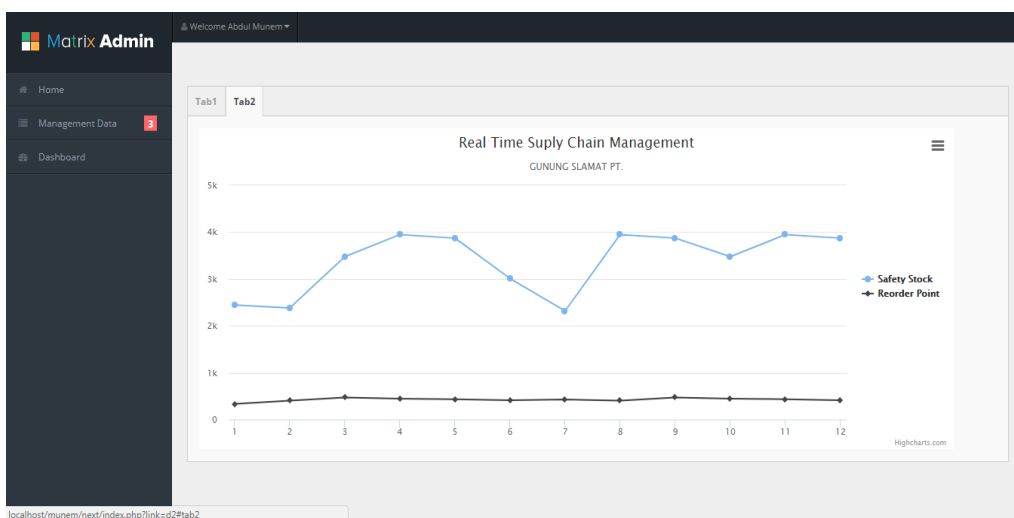 Matrix Admin
Welcome Abdul Munem
Home
Management Data 3
Dashboard
Tab1 Tab2
Real Time Suply Chain Management
GUNUNG SLAMAT PT.
5k
4k
3k
2k
1k
0
1 2 3 4 5 6 7 8 9 10 11 12
Safety Stock
Reorder Point
Highcharts.com
localhost/munem/next/index.php?link=d2#tab2